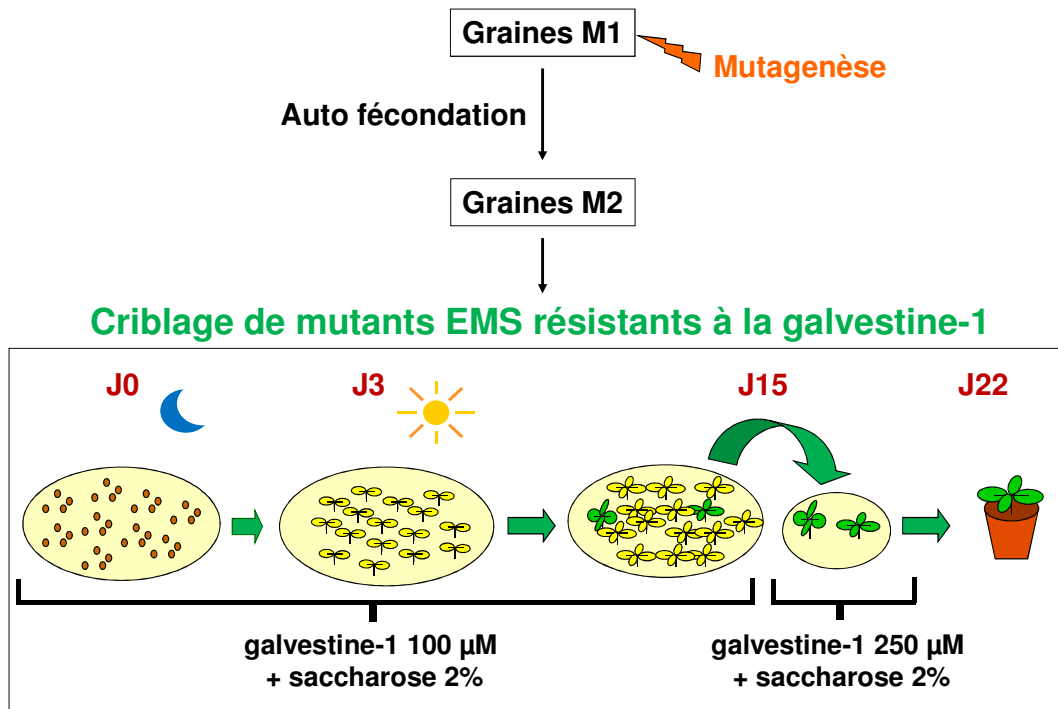 Graines M1
Mutagenèse
Auto fécondation
Graines M2
Criblage de mutants EMS résistants à la galvestine-1
J0 J3 J15 J22
galvestine-1 100 µM
+ saccharose 2%
galvestine-1 250 µM
+ saccharose 2%